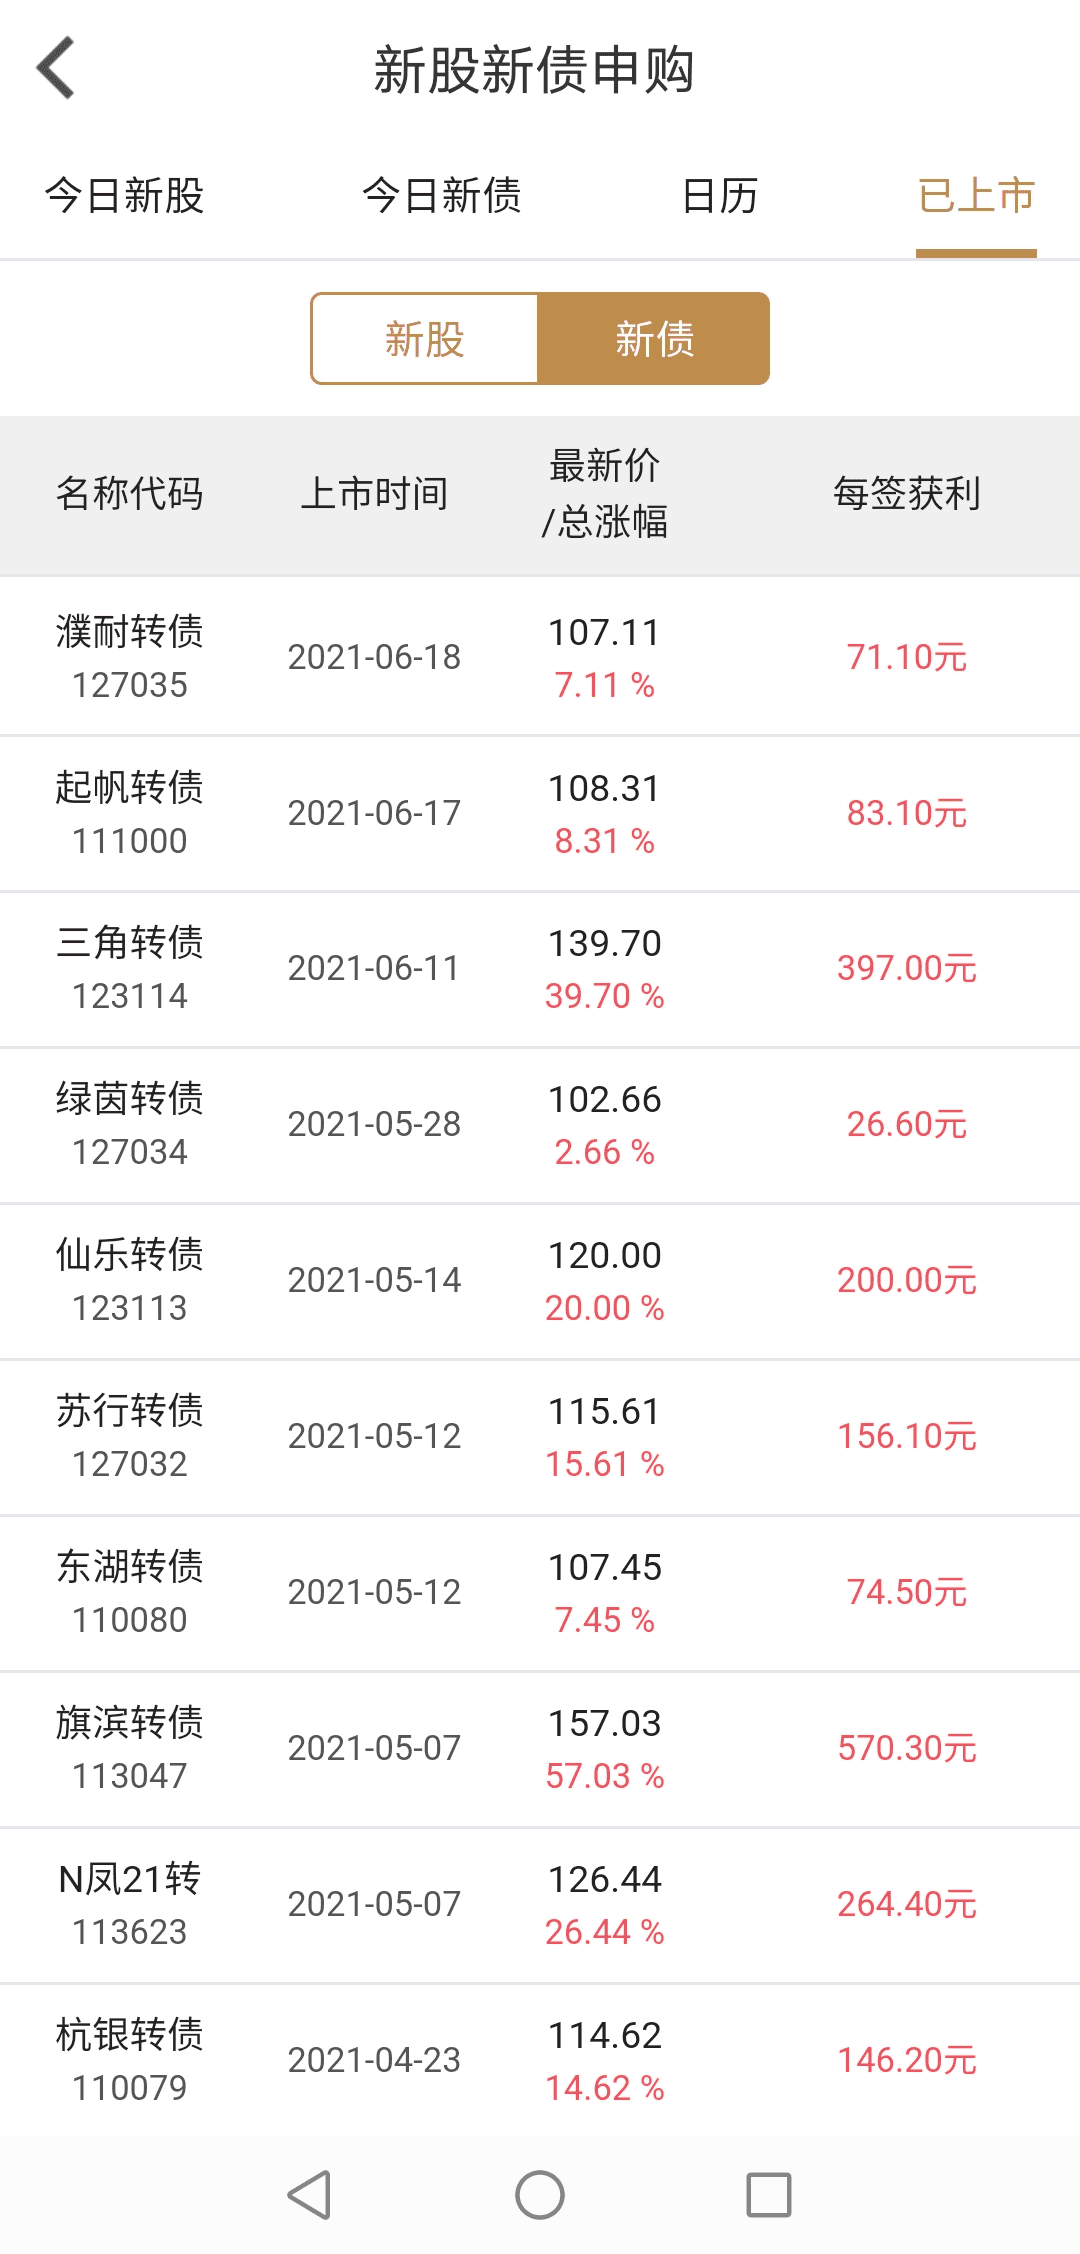 新股新债申购
今日新股 今日新债 日历 已上市
新股 新债
名称代码 上市时间 最新价/总涨幅 每签获利
濮耐转债
127035
2021-06-18
107.11
7.11 %
71.10元
起帆转债
111000
2021-06-17
108.31
8.31 %
83.10元
三角转债
123114
2021-06-11
139.70
39.70 %
397.00元
绿茵转债
127034
2021-05-28
102.66
2.66 %
26.60元
仙乐转债
123113
2021-05-14
120.00
20.00 %
200.00元
苏行转债
127032
2021-05-12
115.61
15.61 %
156.10元
东湖转债
110080
2021-05-12
107.45
7.45 %
74.50元
旗滨转债
113047
2021-05-07
157.03
57.03 %
570.30元
N凤21转
113623
2021-05-07
126.44
26.44 %
264.40元
杭银转债
110079
2021-04-23
114.62
14.62 %
146.20元